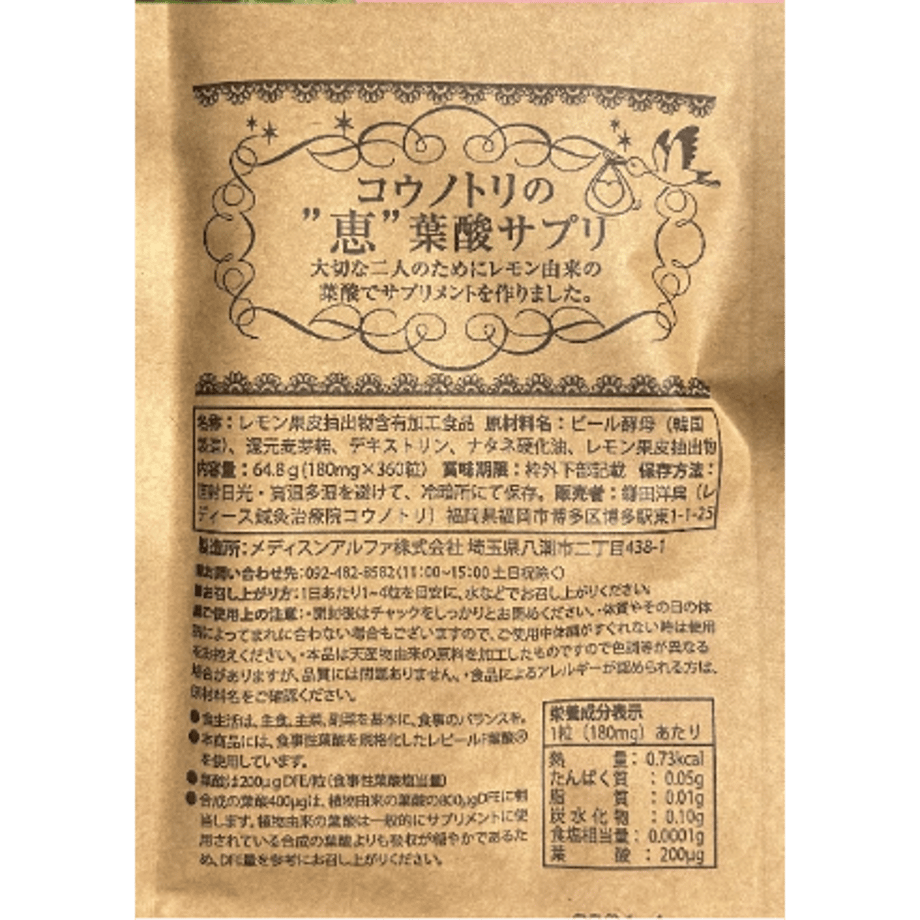 コウノトリの
”恵”葉酸サプリ
大切な二人のためにレモン由来の
葉酸でサプリメントを作りました。
名称：レモン果皮抽出物含有加工食品 原材料名：ビール酵母（韓国
製造）、還元麦芽糖、デキストリン、ナタネ硬化油、レモン果皮抽出物
内容量：64.8g（180mg×360粒） 賞味期限：枠外下部記載 保存方法：
直射日光・高温多湿を避けて、冷暗所にて保存。販売者：鎌田洋典（レ
ディース鍼灸治療院コウノトリ）福岡県福岡市博多区博多駅東1-1-25
製造所：メディスンアルファ株式会社 埼玉県八潮市二丁目438-1
■お問い合わせ先：092-482-8582（11：00~15：00 土日祝除く）
■お召し上がり方：1日あたり1~4粒を目安に、水などでお召し上がりください。
■ご使用上の注意：・開封後はチャックをしっかりとお閉めください。・体質やその日の体
調によってまれに合わない場合もございますので、ご使用中体調がすぐれない時は使用
をお控えください。・本品は天産物由来の原料を加工したものですので色調等が異なる
場合がありますが、品質には問題ありません。・食品によるアレルギーが認められる方は、
原材料名をご確認ください。
●食生活は、主食、主菜、副菜を基本に、食事のバランスを。
●本商品には、食事性葉酸を規格化したレピールF葉酸®
を使用しています。
●葉酸は200μgDFE/粒（食事性葉酸当量）
●合成の葉酸400μgは、植物由来の葉酸の800μgDFEに相
当します。植物由来の葉酸は一般的にサプリメントに使
用されている合成の葉酸よりも吸収が穏やかであるた
め、DFE量を参考にお召し上がりください。
栄養成分表示
1粒（180mg）あたり
熱量：0.73kcal
たんぱく質：0.05g
脂質：0.01g
炭水化物：0.10g
食塩相当量：0.0001g
葉酸：200μg